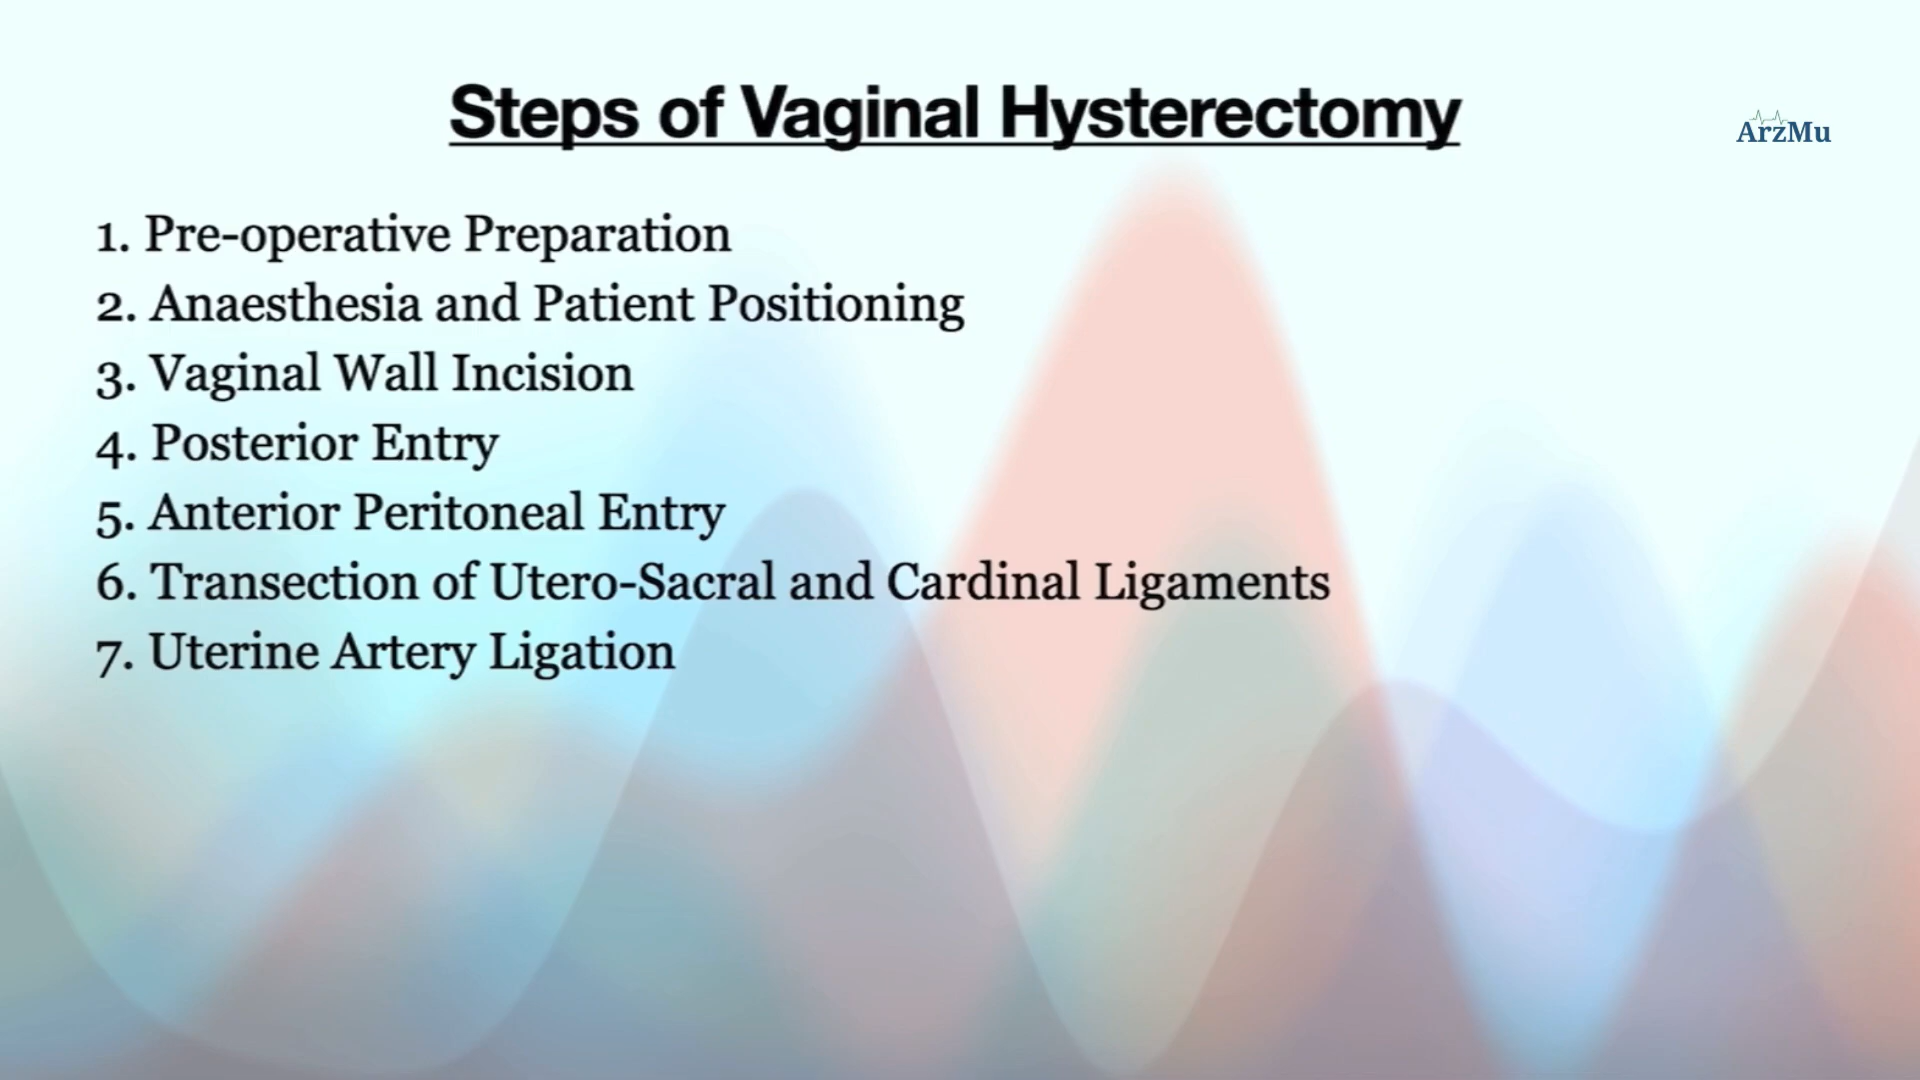 Steps of Vaginal Hysterectomy
ArzMu
1. Pre-operative Preparation
2. Anaesthesia and Patient Positioning
3. Vaginal Wall Incision
4. Posterior Entry
5. Anterior Peritoneal Entry
6. Transection of Utero-Sacral and Cardinal Ligaments
7. Uterine Artery Ligation